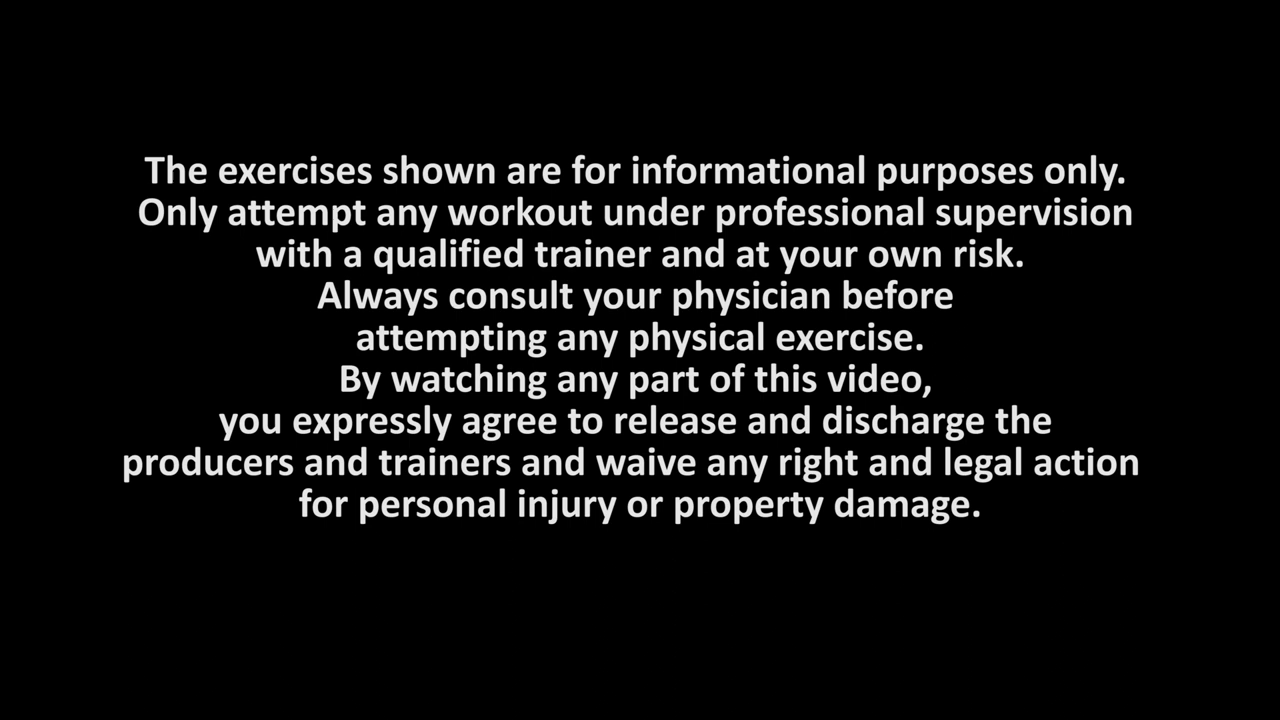 The exercises shown are for informational purposes only.
Only attempt any workout under professional supervision
with a qualified trainer and at your own risk.
Always consult your physician before
attempting any physical exercise.
By watching any part of this video,
you expressly agree to release and discharge the
producers and trainers and waive any right and legal action
for personal injury or property damage.